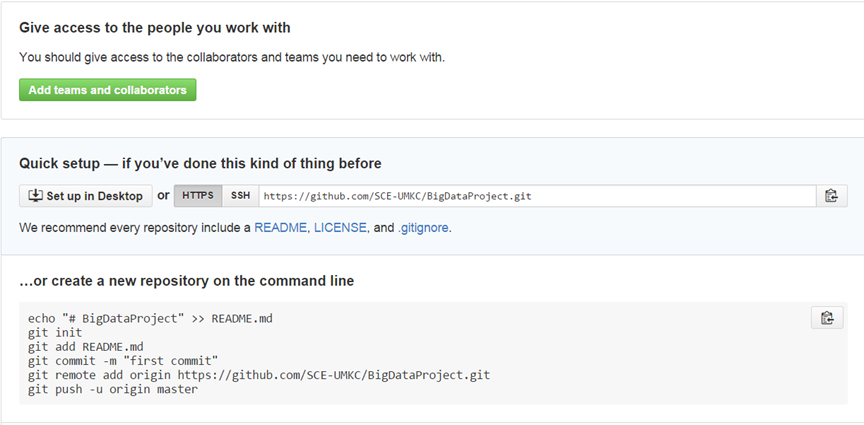 Give access to the people you work with
You should give access to the collaborators and teams you need to work with.
Add teams and collaborators
Quick setup — if you’ve done this kind of thing before
Set up in Desktop or HTTPS SSH https://github.com/SCE-UMKC/BigDataProject.git
We recommend every repository include a README, LICENSE, and .gitignore.
…or create a new repository on the command line
echo "# BigDataProject" >> README.md
git init
git add README.md
git commit -m "first commit"
git remote add origin https://github.com/SCE-UMKC/BigDataProject.git
git push -u origin master